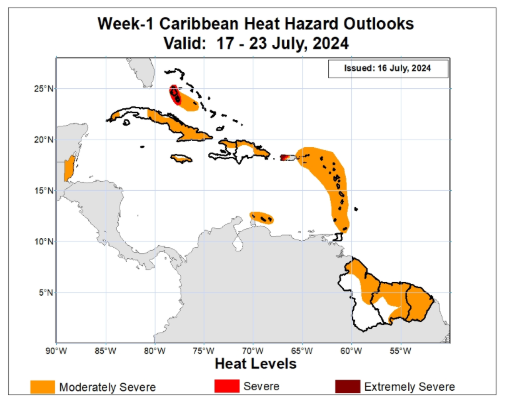 Week-1 Caribbean Heat Hazard Outlooks
Valid: 17 - 23 July, 2024
Issued: 16 July, 2024
25°N
20°N
15°N
10°N
5°N
90°W 85°W 80°W 75°W 70°W 65°W 60°W 55°W
Heat Levels
Moderately Severe Severe Extremely Severe